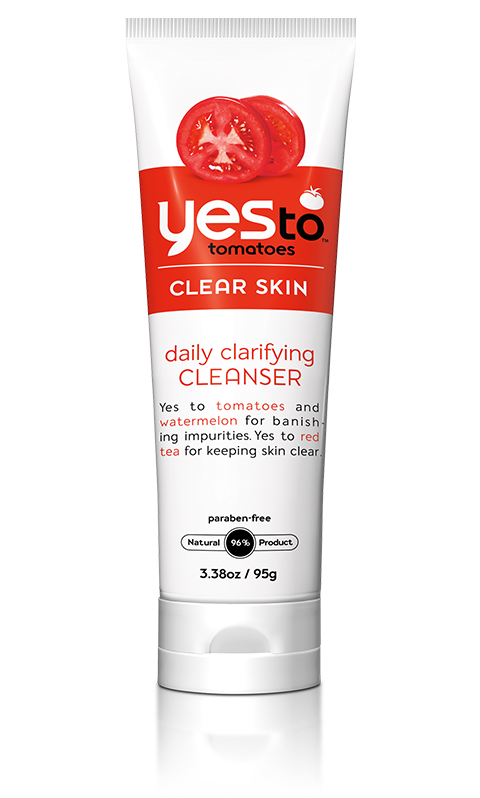 yes to™
tomatoes
CLEAR SKIN
daily clarifying
CLEANSER
Yes to tomatoes and
watermelon for banish-
ing impurities. Yes to red
tea for keeping skin clear.
paraben-free
Natural 96% Product
3.38oz / 95g